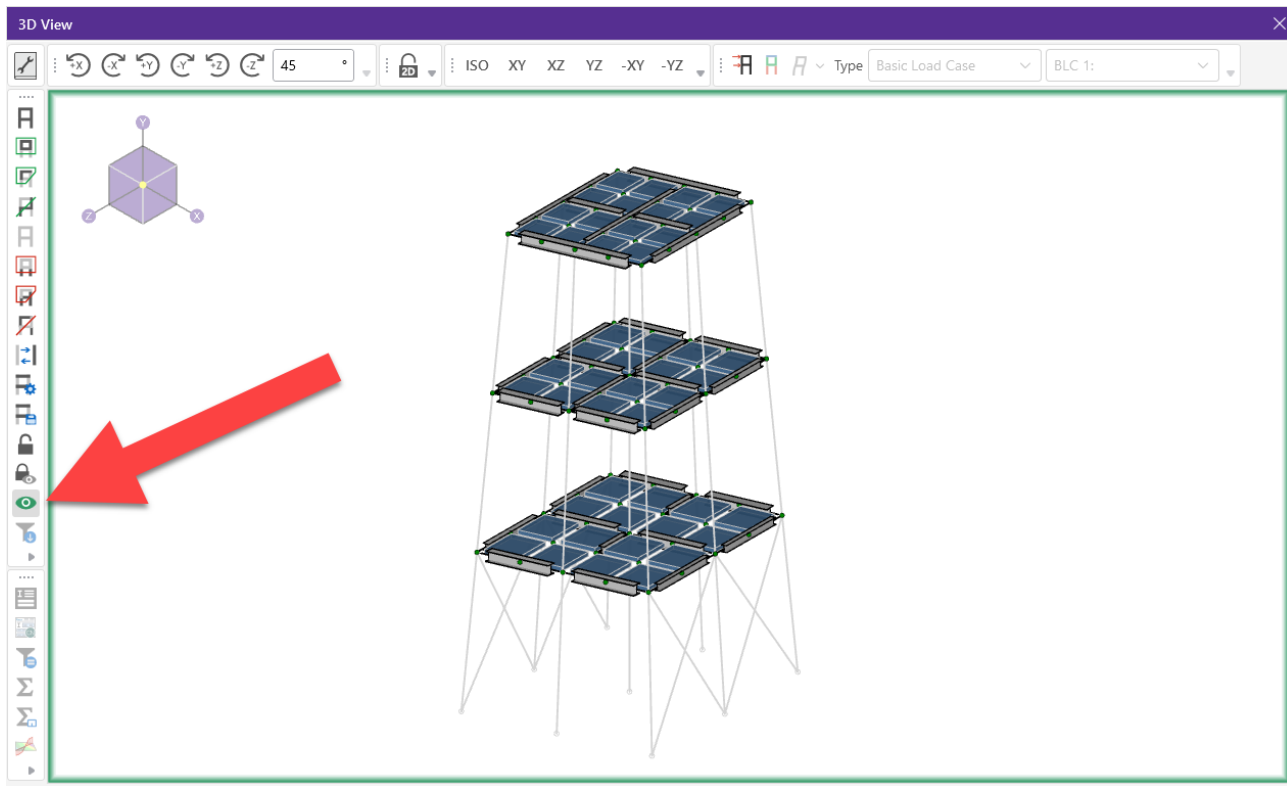 3D View
+X -X +Y -Y +Z -Z 45 ° 2D ISO XY XZ YZ -XY -YZ Type Basic Load Case BLC 1:
Y
Z X